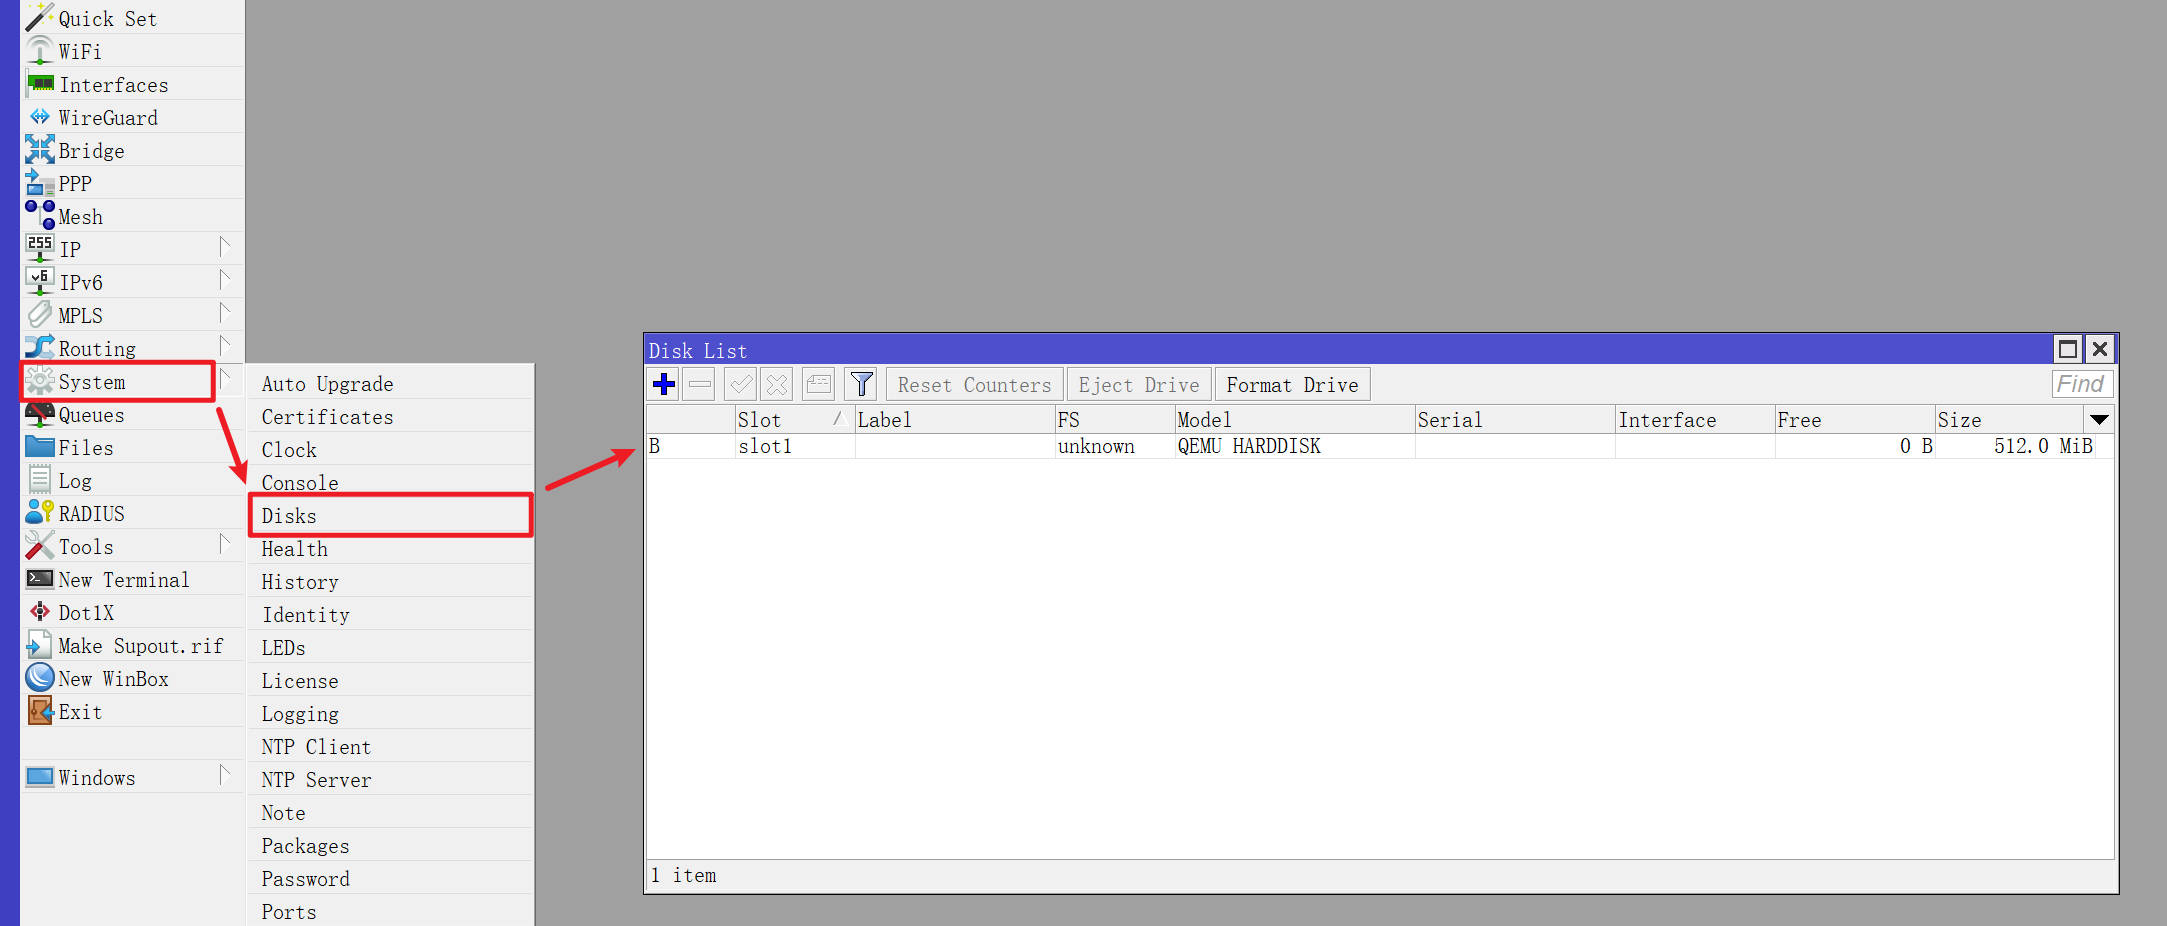 Quick Set
WiFi
Interfaces
WireGuard
Bridge
PPP
Mesh
255 IP
v6 IPv6
MPLS
Routing
System
Queues
Files
Log
RADIUS
Tools
New Terminal
Dot1X
Make Supout.rif
New WinBox
Exit
Windows
Auto Upgrade
Certificates
Clock
Console
Disks
Health
History
Identity
LEDs
License
Logging
NTP Client
NTP Server
Note
Packages
Password
Ports
Disk List
Reset Counters Eject Drive Format Drive Find
Slot Label FS Model Serial Interface Free Size
B slot1 unknown QEMU HARDDISK 0 B 512.0 MiB
1 item